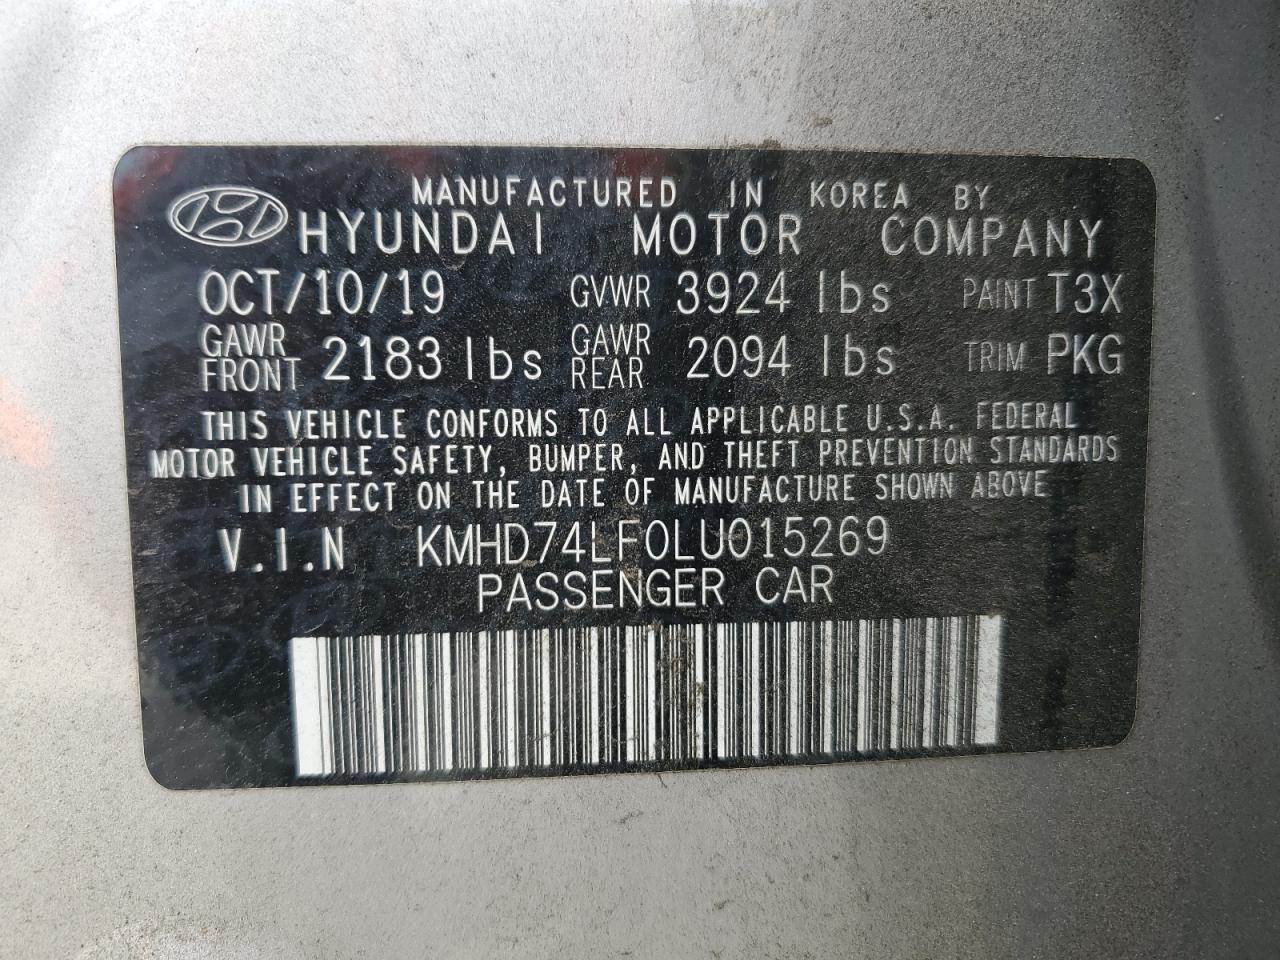 MANUFACTURED IN KOREA BY
HYUNDAI MOTOR COMPANY
OCT/10/19 GVWR 3924 lbs PAINT T3X
GAWR FRONT 2183 lbs GAWR REAR 2094 lbs TRIM PKG
THIS VEHICLE CONFORMS TO ALL APPLICABLE U.S.A. FEDERAL
MOTOR VEHICLE SAFETY, BUMPER, AND THEFT PREVENTION STANDARDS
IN EFFECT ON THE DATE OF MANUFACTURE SHOWN ABOVE
V.I.N KMHD74LF0LU015269
PASSENGER CAR